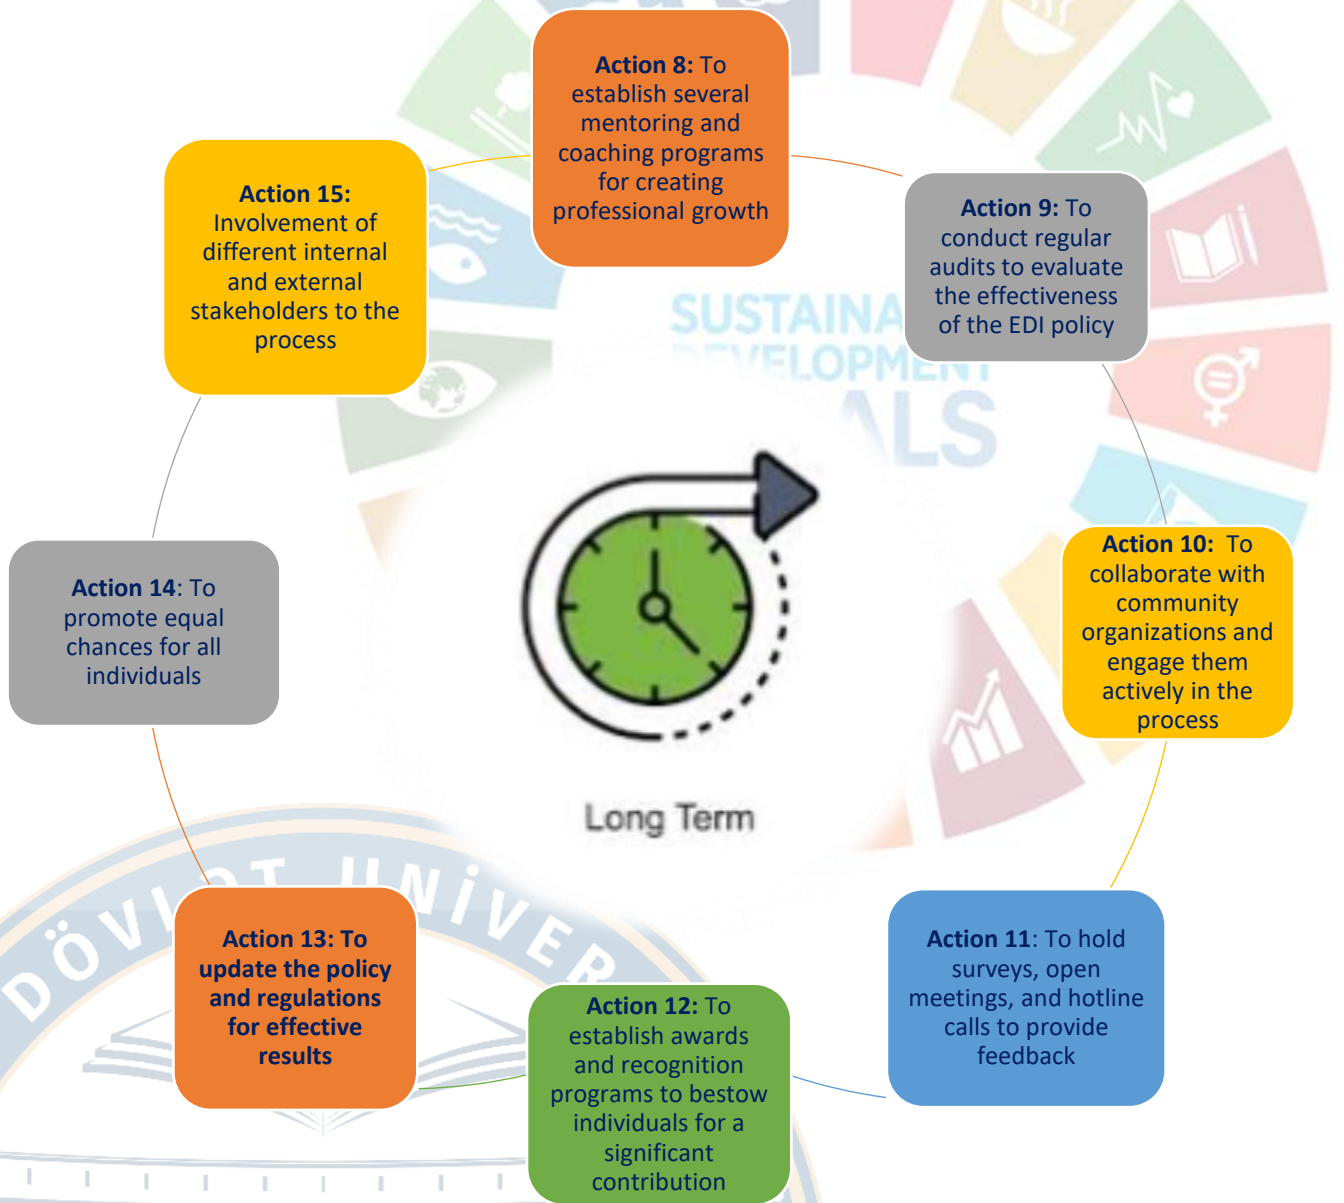 Action 8: To
establish several
mentoring and
coaching programs
for creating
professional growth
Action 9: To
conduct regular
audits to evaluate
the effectiveness
of the EDI policy
Action 10:  To
collaborate with
community
organizations and
engage them
actively in the
process
Action 11: To hold
surveys, open
meetings, and hotline
calls to provide
feedback
Action 12: To
establish awards
and recognition
programs to bestow
individuals for a
significant
contribution
Action 13: To
update the policy
and regulations
for effective
results
Action 14: To
promote equal
chances for all
individuals
Action 15:
Involvement of
different internal
and external
stakeholders to the
process
SUSTAINA
DEVELOPMENT
ALS
Long Term
DÖVLƏT UNİVER